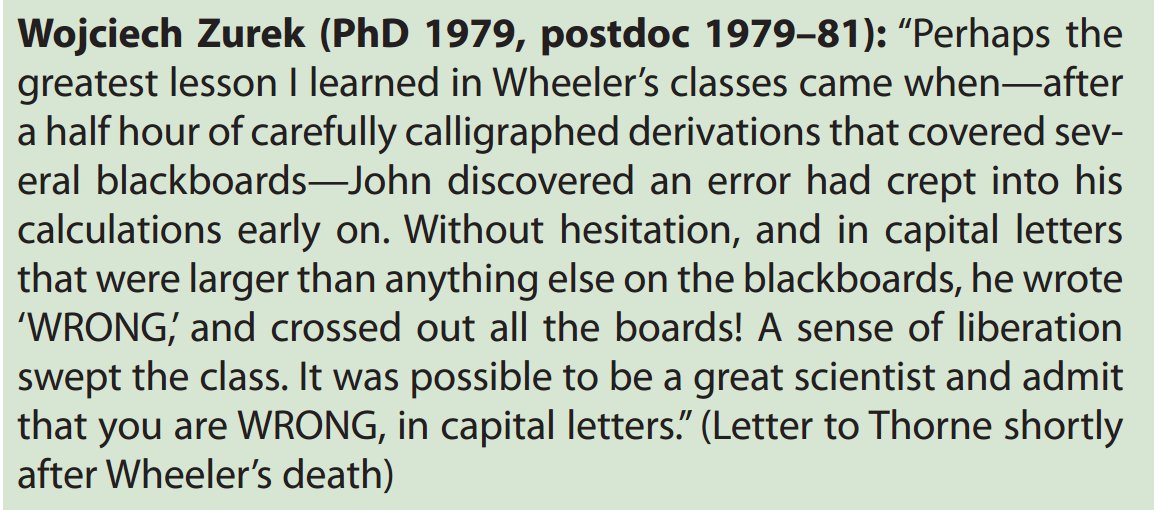 Wojciech Zurek (PhD 1979, postdoc 1979–81): “Perhaps the
greatest lesson I learned in Wheeler’s classes came when—after
a half hour of carefully calligraphed derivations that covered sev-
eral blackboards—John discovered an error had crept into his
calculations early on. Without hesitation, and in capital letters
that were larger than anything else on the blackboards, he wrote
‘WRONG,’ and crossed out all the boards! A sense of liberation
swept the class. It was possible to be a great scientist and admit
that you are WRONG, in capital letters.” (Letter to Thorne shortly
after Wheeler’s death)